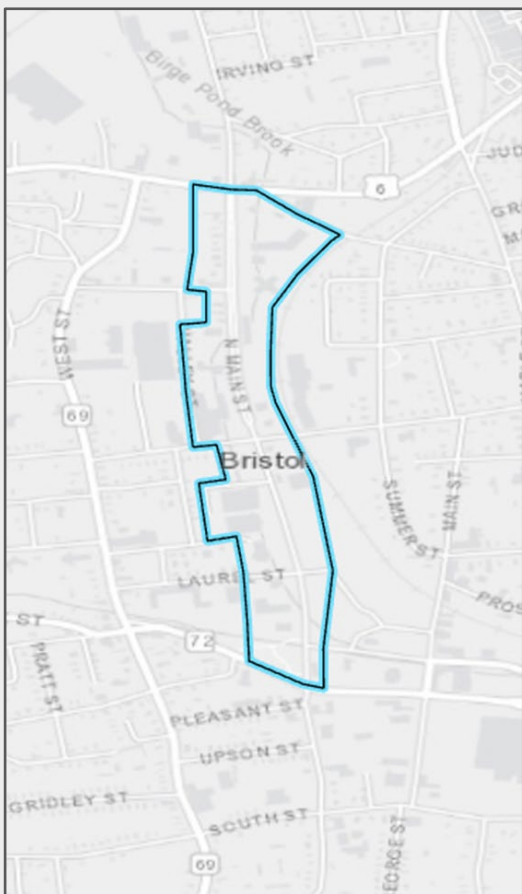 IRVING ST
Birge Pond Brook
6
JUD
GR
M
WEST ST
N MAIN ST
69
Bristol
SUMMER ST
MAIN ST
LAUREL ST
PROS
ST
72
PRATT ST
PLEASANT ST
UPSON ST
GRIDLEY ST
SOUTH ST
EORGE ST
69